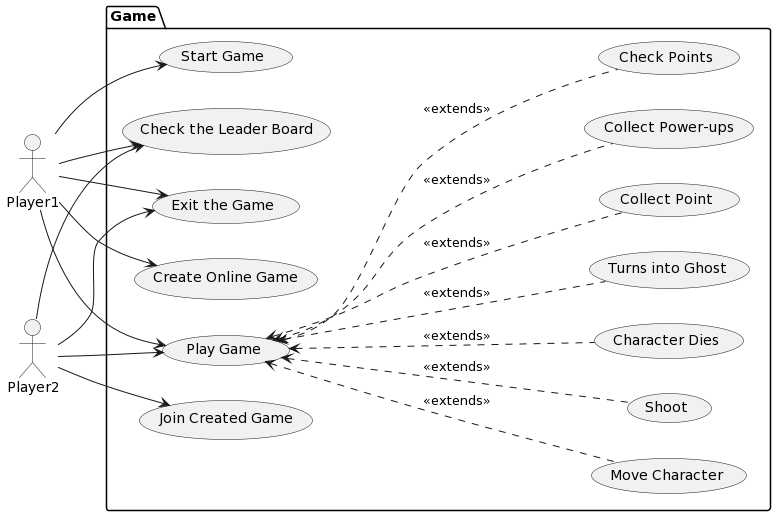 Game
Start Game
Check Points
«extends»
Check the Leader Board
Collect Power-ups
«extends»
Player1
Exit the Game
Collect Point
«extends»
Create Online Game
Turns into Ghost
«extends»
Play Game
Character Dies
«extends»
Player2
«extends»
Join Created Game
Shoot
«extends»
Move Character